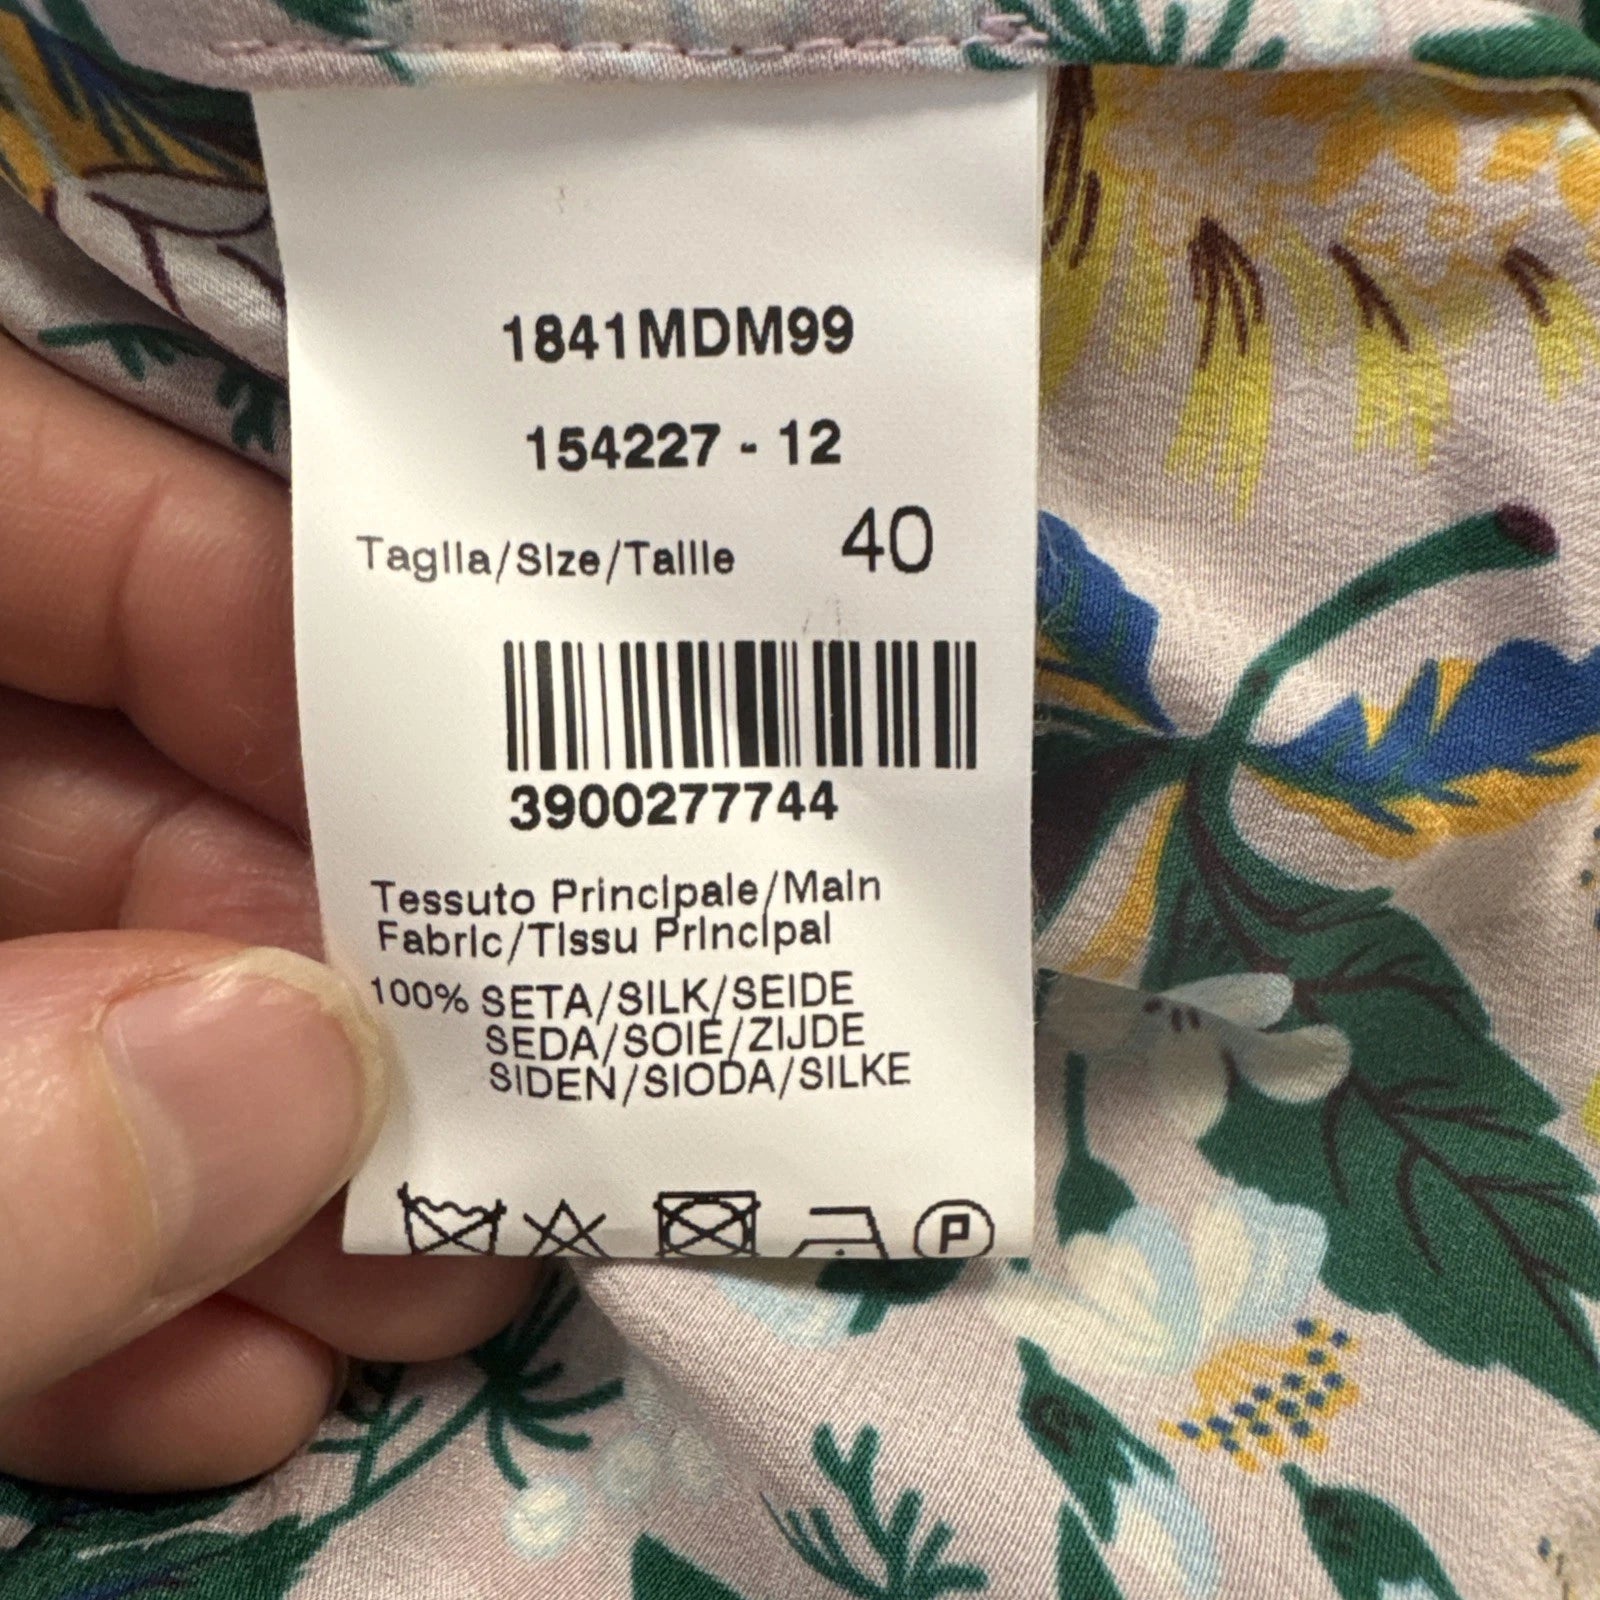 1841MDM99
154227 - 12
Taglia/Size/Taille 40
3900277744
Tessuto Principale/Main
Fabric/Tissu Principal
100% SETA/SILK/SEIDE
SEDA/SOIE/ZIJDE
SIDEN/SIODA/SILKE
P